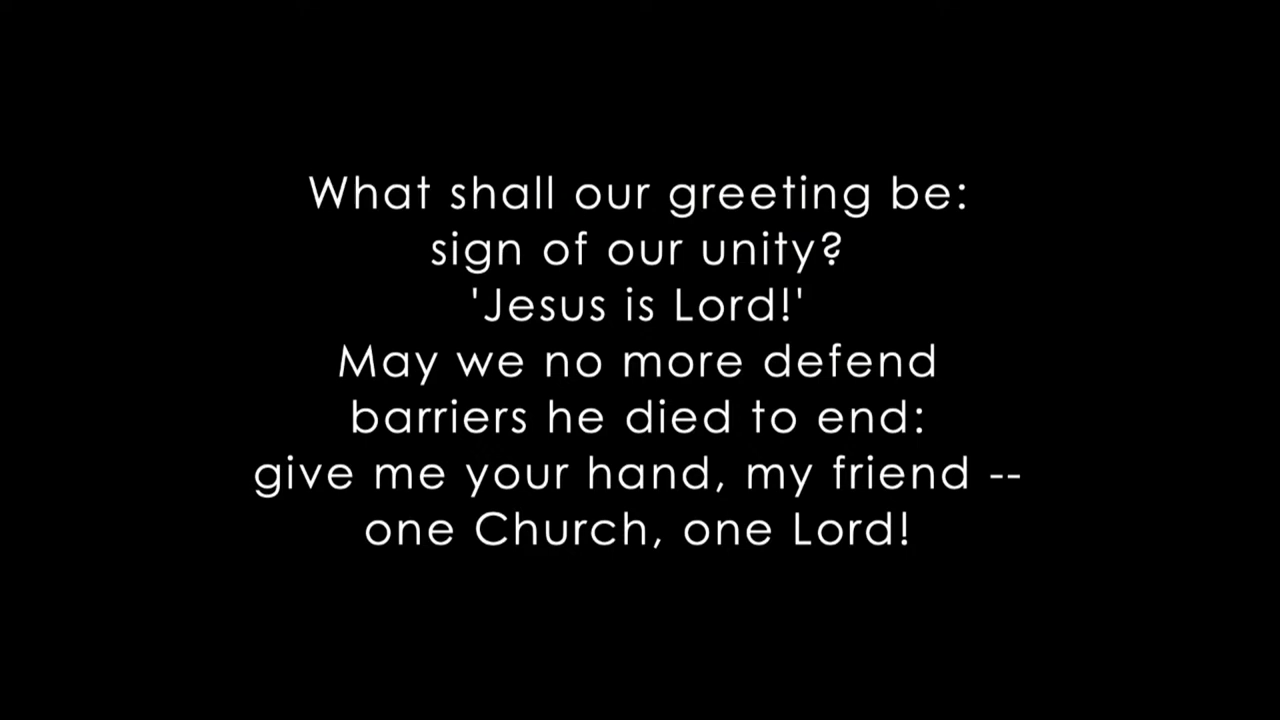 What shall our greeting be:
sign of our unity?
'Jesus is Lord!'
May we no more defend
barriers he died to end:
give me your hand, my friend --
one Church, one Lord!